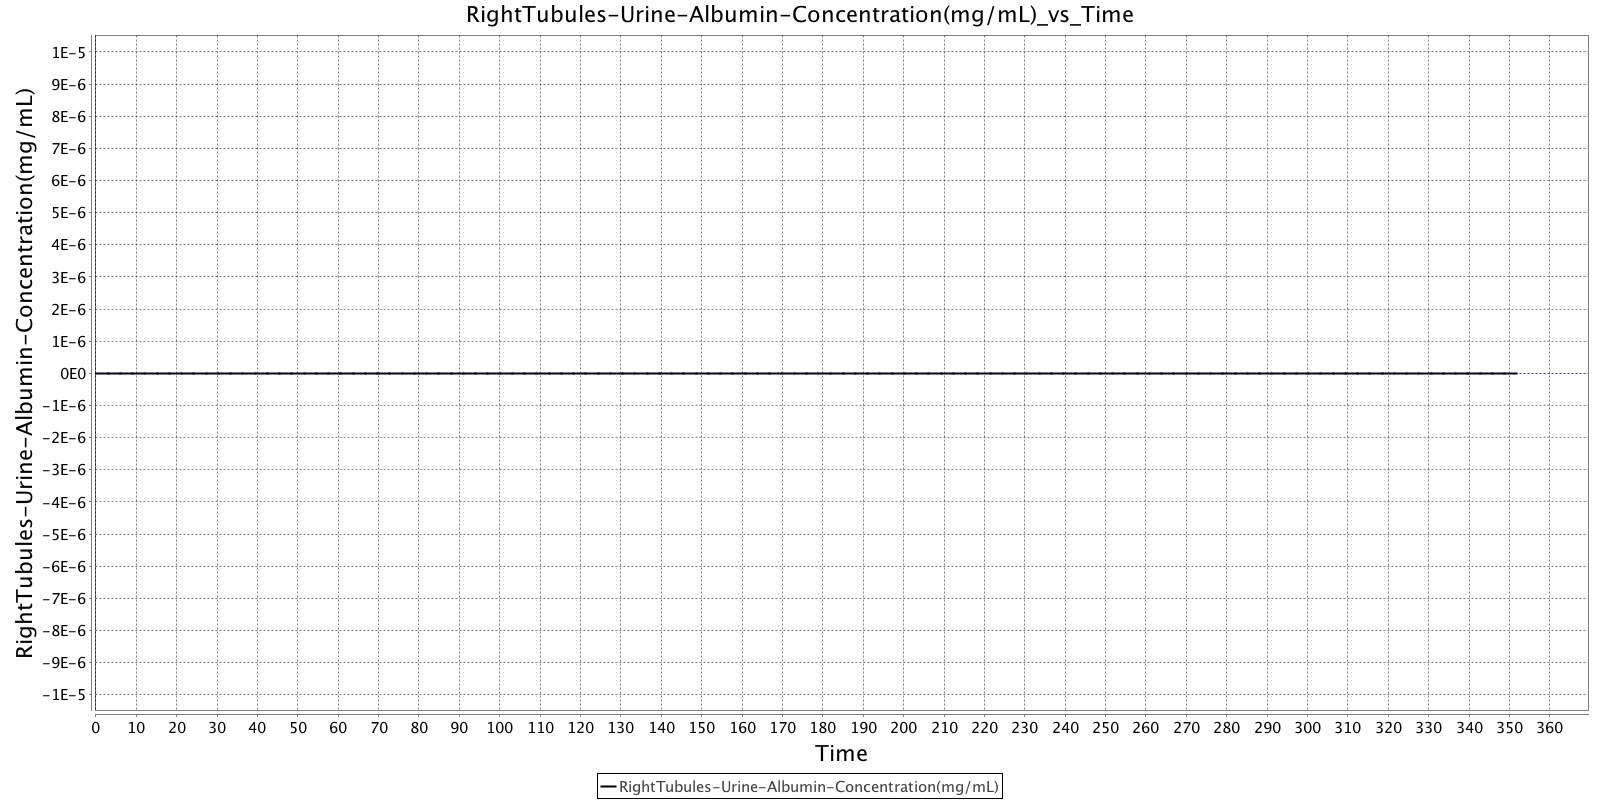 RightTubules-Urine-Albumin-Concentration(mg/mL)_vs_Time
RightTubules-Urine-Albumin-Concentration(mg/mL)
1E-5
9E-6
8E-6
7E-6
6E-6
5E-6
4E-6
3E-6
2E-6
1E-6
0E0
-1E-6
-2E-6
-3E-6
-4E-6
-5E-6
-6E-6
-7E-6
-8E-6
-9E-6
-1E-5
0 10 20 30 40 50 60 70 80 90 100 110 120 130 140 150 160 170 180 190 200 210 220 230 240 250 260 270 280 290 300 310 320 330 340 350 360
Time
RightTubules-Urine-Albumin-Concentration(mg/mL)